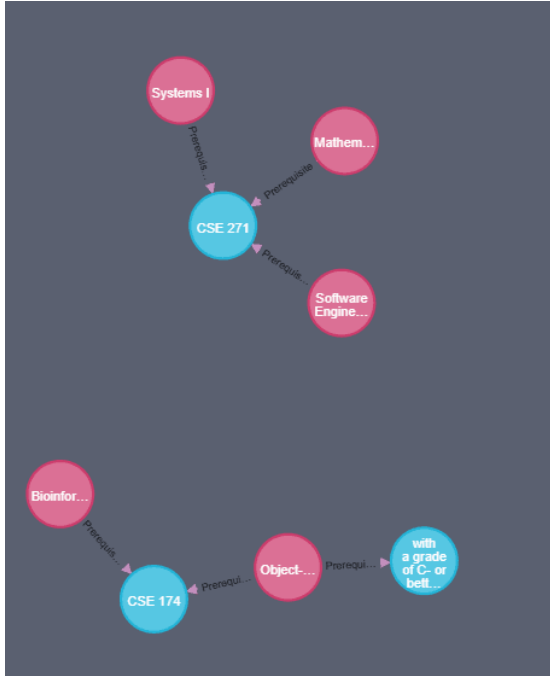 Systems I
Prerequis...
Mathem...
Prerequisite
CSE 271
Prerequis...
Software
Engine...
Bioinfor...
Prerequis...
CSE 174
Prerequi...
Object-...
Prerequi...
with
a grade
of C- or
bett...